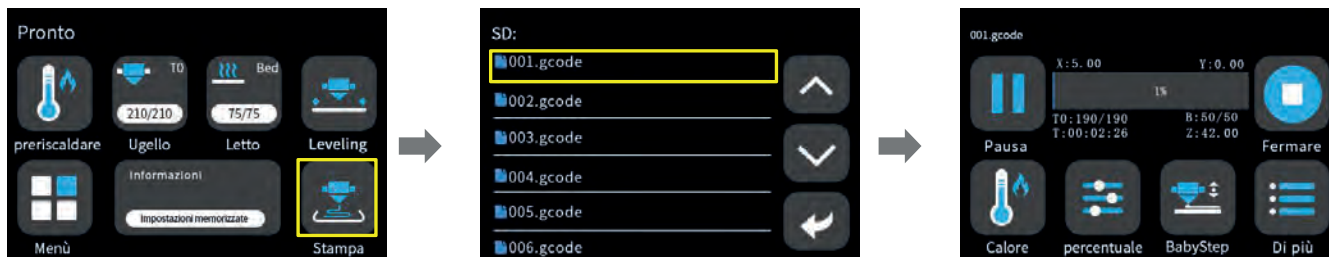 Pronto
T0
Bed
210/210
75/75
preriscaldare
Ugello
Letto
Leveling
Informazioni
Impostazioni memorizzate
Menù
Stampa
SD:
001.gcode
002.gcode
003.gcode
004.gcode
005.gcode
006.gcode
001.gcode
X:5.00 Y:0.00
1%
T0:190/190 B:50/50
T:00:02:26 Z:42.00
Pausa
Fermare
Calore
percentuale
BabyStep
Di più